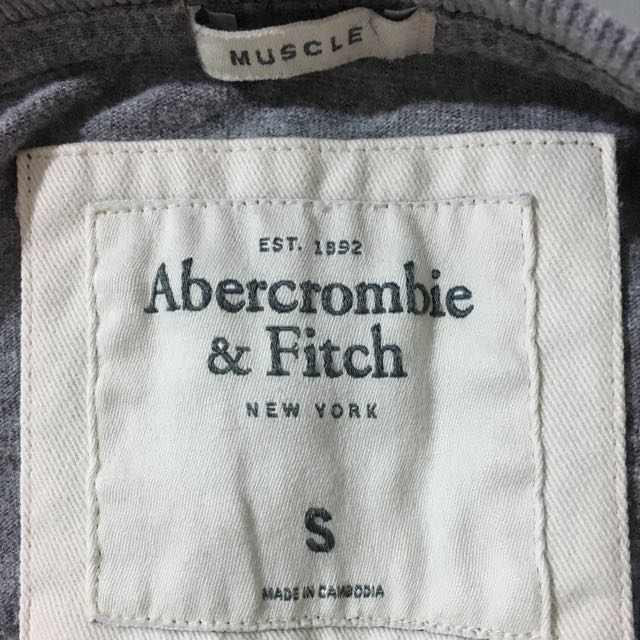 MUSCLE
EST. 1892
Abercrombie
& Fitch
NEW YORK
S
MADE IN CAMBODIA